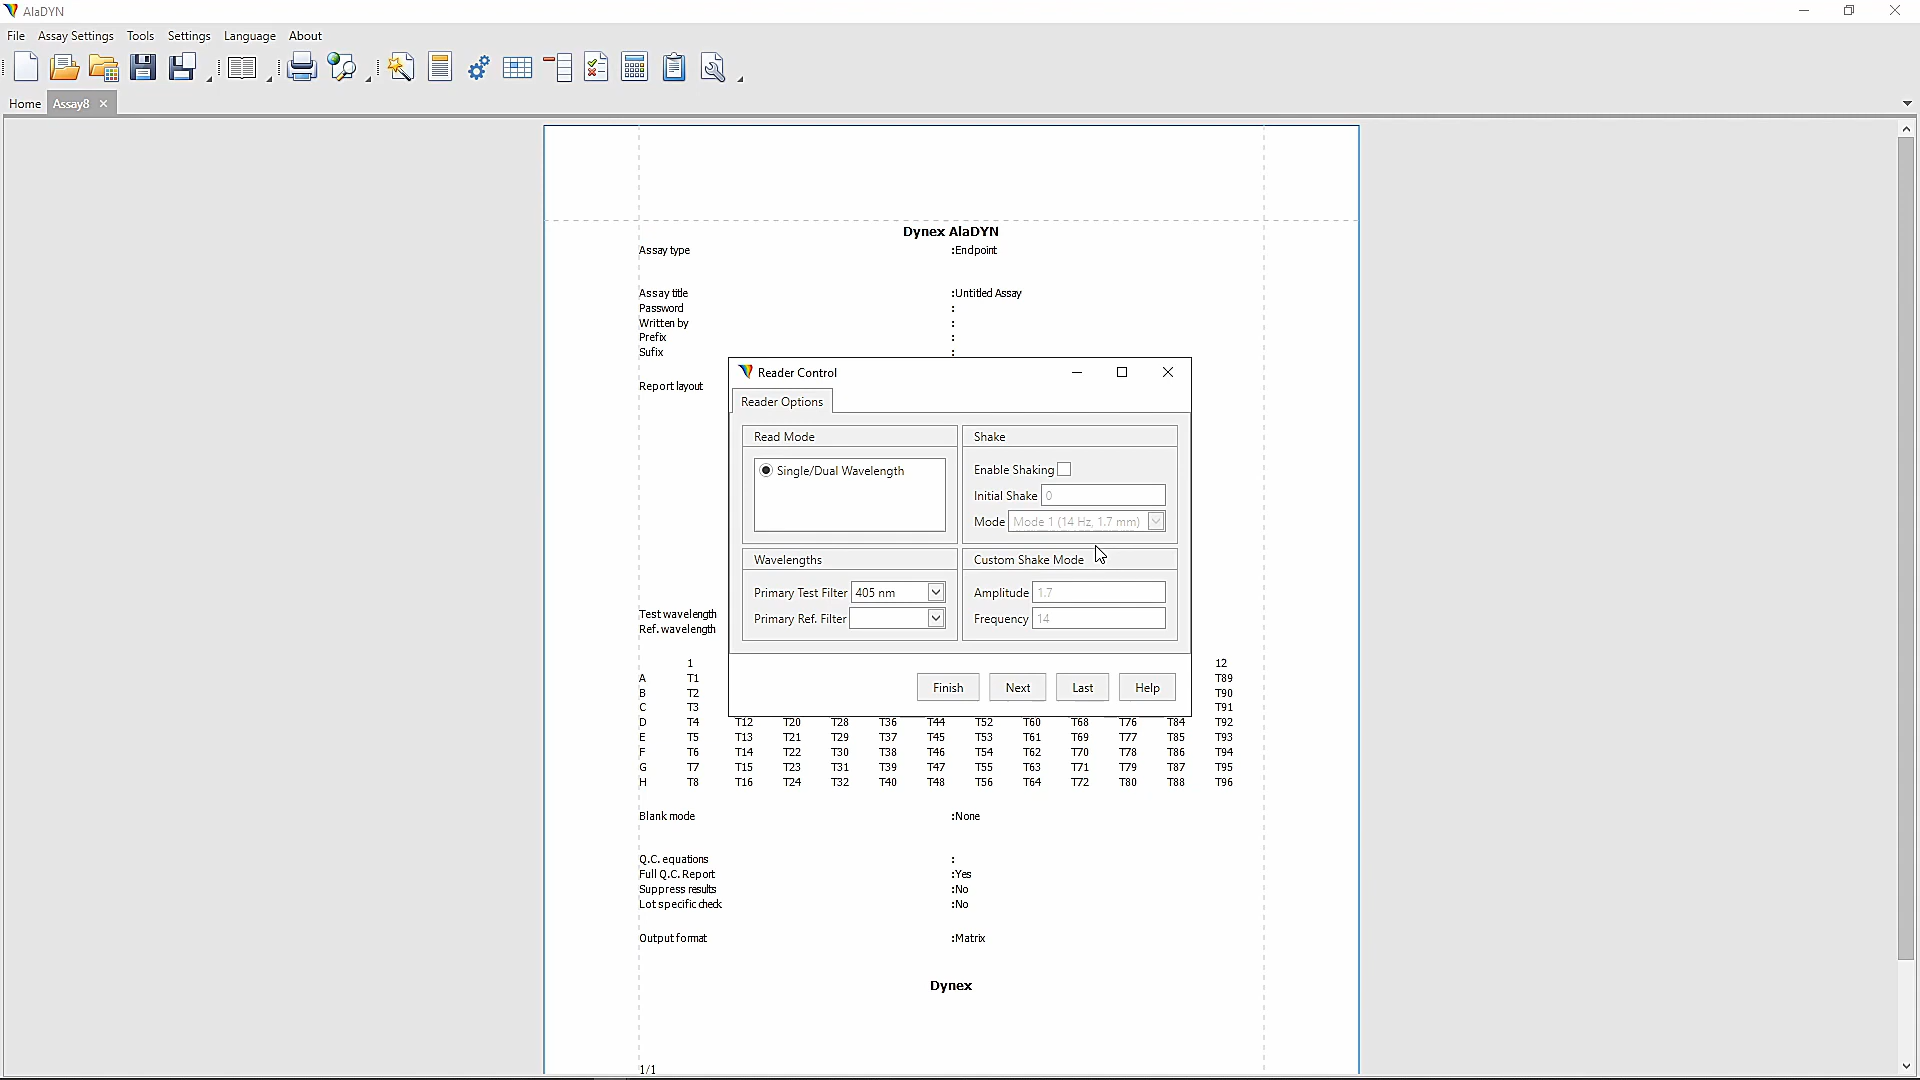 AlaDYN
File Assay Settings Tools Settings Language About
Home Assay8
Dynex AlaDYN
Assay type :Endpoint
Assay title :Untitled Assay
Password :
Written by :
Prefix :
Sufix :
Report layout
Reader Control
Reader Options
Read Mode
Single/Dual Wavelength
Shake
Enable Shaking
Initial Shake 0
Mode Mode 1 (14 Hz, 1.7 mm)
Wavelengths
Primary Test Filter 405 nm
Primary Ref. Filter
Custom Shake Mode
Amplitude 1.7
Frequency 14
Finish Next Last Help
Test wavelength
Ref. wavelength
1 12
A T1 T89
B T2 T90
C T3 T91
D T4 T12 T20 T28 T36 T44 T52 T60 T68 T76 T84 T92
E T5 T13 T21 T29 T37 T45 T53 T61 T69 T77 T85 T93
F T6 T14 T22 T30 T38 T46 T54 T62 T70 T78 T86 T94
G T7 T15 T23 T31 T39 T47 T55 T63 T71 T79 T87 T95
H T8 T16 T24 T32 T40 T48 T56 T64 T72 T80 T88 T96
Blank mode :None
Q.C. equations :
Full Q.C. Report :Yes
Suppress results :No
Lot specific check :No
Output format :Matrix
Dynex
1/1